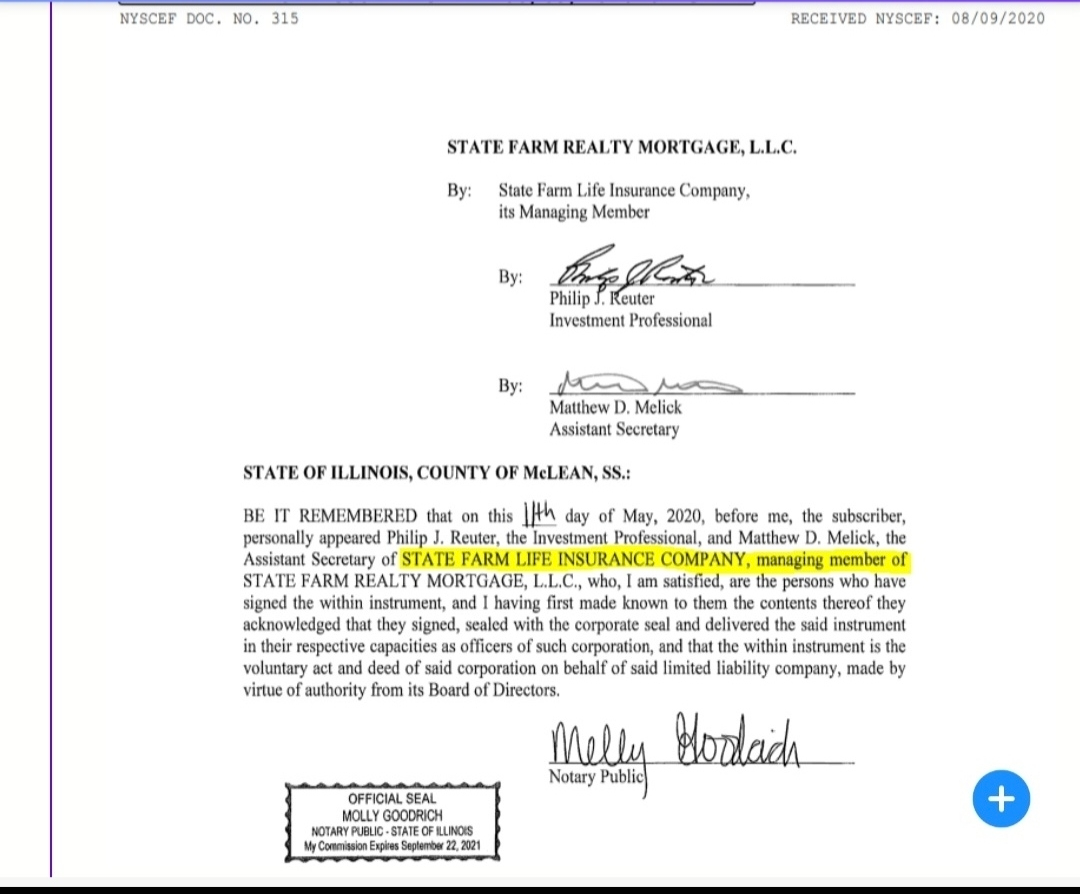 NYSCEF DOC. NO. 315
RECEIVED NYSCEF: 08/09/2020
STATE FARM REALTY MORTGAGE, L.L.C.
By: State Farm Life Insurance Company,
its Managing Member
By:
Philip J. Reuter
Investment Professional
By:
Matthew D. Melick
Assistant Secretary
STATE OF ILLINOIS, COUNTY OF McLEAN, SS.:
BE IT REMEMBERED that on this 11th day of May, 2020, before me, the subscriber,
personally appeared Philip J. Reuter, the Investment Professional, and Matthew D. Melick, the
Assistant Secretary of STATE FARM LIFE INSURANCE COMPANY, managing member of
STATE FARM REALTY MORTGAGE, L.L.C., who, I am satisfied, are the persons who have
signed the within instrument, and I having first made known to them the contents thereof they
acknowledged that they signed, sealed with the corporate seal and delivered the said instrument
in their respective capacities as officers of such corporation, and that the within instrument is the
voluntary act and deed of said corporation on behalf of said limited liability company, made by
virtue of authority from its Board of Directors.
Notary Public
OFFICIAL SEAL
MOLLY GOODRICH
NOTARY PUBLIC - STATE OF ILLINOIS
My Commission Expires September 22, 2021